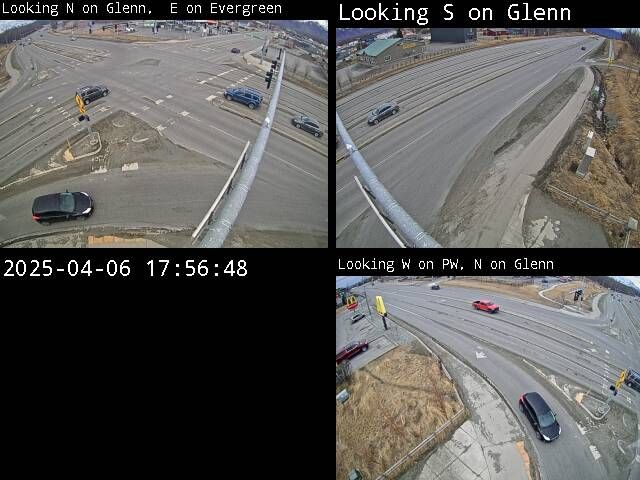 Looking N on Glenn,  E on Evergreen
Looking S on Glenn
2025-04-06 17:56:48
Looking W on PW, N on Glenn